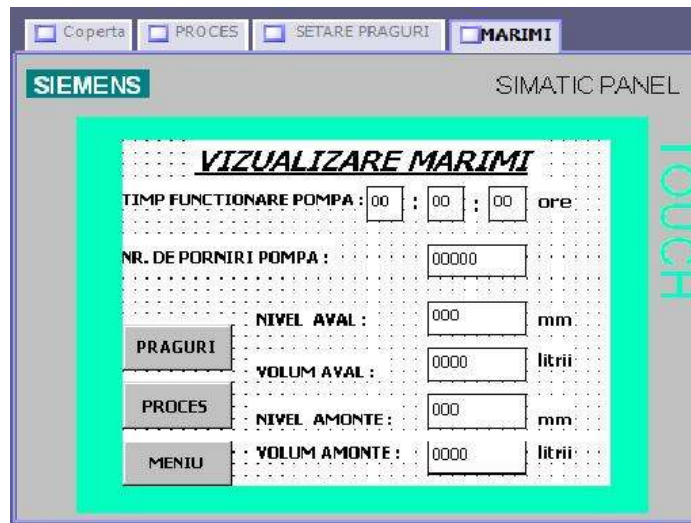 Coperta PROCES SETARE PRAGURI MARIMI
SIEMENS SIMATIC PANEL
TOUCH
VIZUALIZARE MARIMI
TIMP FUNCTIONARE POMPA : 00 : 00 : 00 ore
NR. DE PORNIRI POMPA : 00000
NIVEL AVAL : 000 mm
PRAGURI
VOLUM AVAL : 0000 litrii
PROCES
NIVEL AMONTE : 000 mm
MENIU
VOLUM AMONTE : 0000 litrii